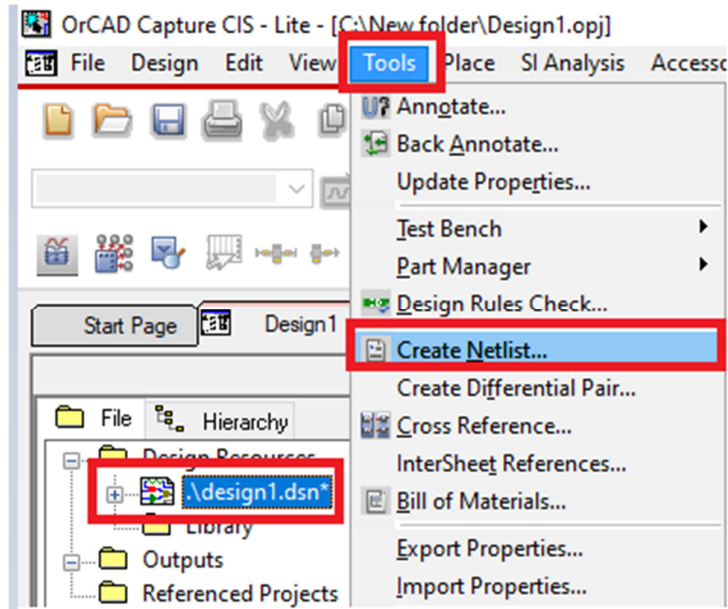 OrCAD Capture CIS - Lite - [C:\New folder\Design1.opj]
File Design Edit View Tools Place SI Analysis
Annotate...
Back Annotate...
Update Properties...
Test Bench
Part Manager
Design Rules Check...
Start Page Design1
Create Netlist...
Create Differential Pair...
File Hierarchy
Cross Reference...
Design Resources
InterSheet References...
.\design1.dsn*
Bill of Materials...
Library
Outputs
Export Properties...
Referenced Projects
Import Properties...